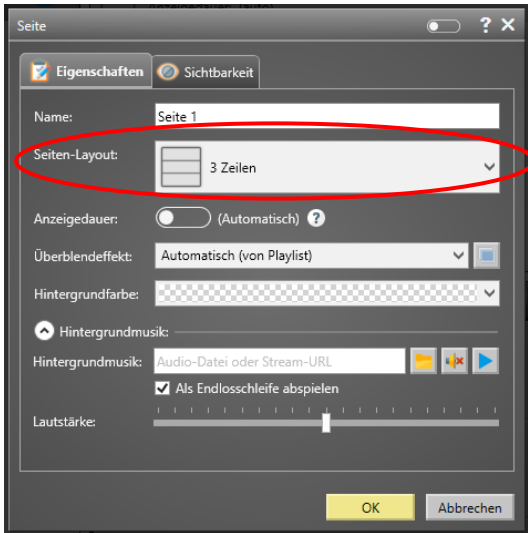 Seite
Eigenschaften Sichtbarkeit
Name: Seite 1
Seiten-Layout: 3 Zeilen
Anzeigedauer: (Automatisch) ?
Überblendeffekt: Automatisch (von Playlist)
Hintergrundfarbe:
Hintergrundmusik:
Hintergrundmusik: Audio-Datei oder Stream-URL
Als Endlosschleife abspielen
Lautstärke:
OK Abbrechen